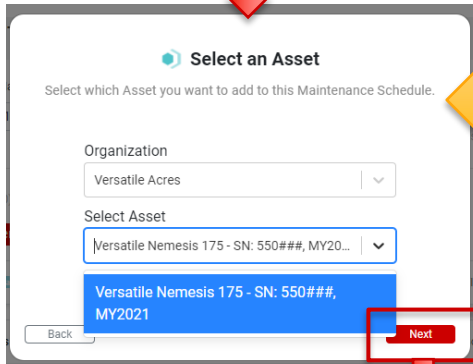 Select an Asset
Select which Asset you want to add to this Maintenance Schedule.
Organization
Versatile Acres
Select Asset
Versatile Nemesis 175 - SN: 550###, MY20...
Versatile Nemesis 175 - SN: 550###,
MY2021
Back
Next